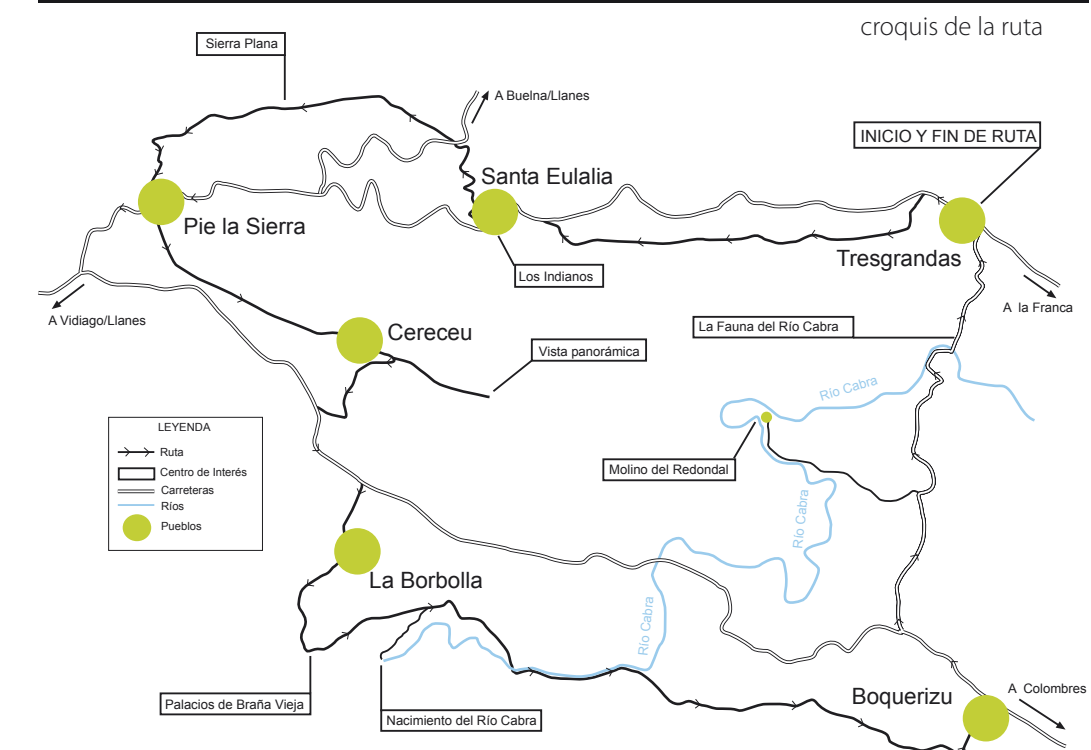 croquis de la ruta
Sierra Plana
A Buelna/Llanes
INICIO Y FIN DE RUTA
Santa Eulalia
Pie la Sierra
Los Indianos
Tresgrandas
A la Franca
A Vidiago/Llanes
La Fauna del Río Cabra
Cereceu
Vista panorámica
Río Cabra
LEYENDA
Ruta
Centro de Interés
Carreteras
Ríos
Pueblos
Molino del Redondal
Río Cabra
La Borbolla
Río Cabra
Palacios de Braña Vieja
Nacimiento del Río Cabra
Boquerizu
A Colombres